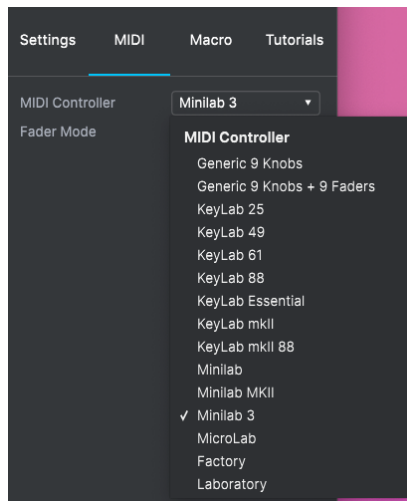 Settings MIDI Macro Tutorials
MIDI Controller Minilab 3
Fader Mode
MIDI Controller
Generic 9 Knobs
Generic 9 Knobs + 9 Faders
KeyLab 25
KeyLab 49
KeyLab 61
KeyLab 88
KeyLab Essential
KeyLab mkII
KeyLab mkII 88
Minilab
Minilab MKII
✓ Minilab 3
MicroLab
Factory
Laboratory